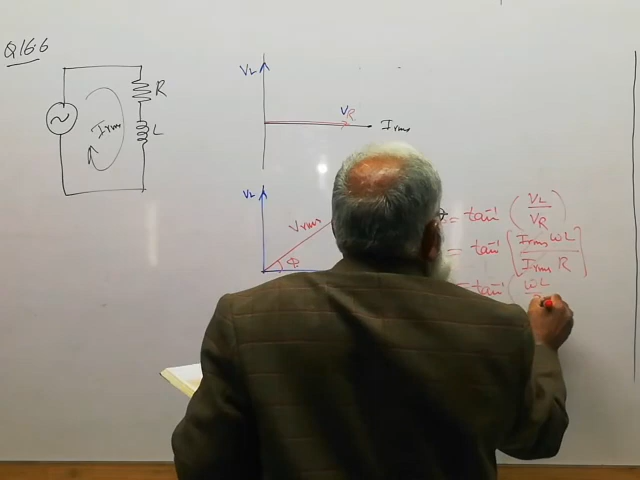 Q166
R
L
Irms
VL
VR
Irms
VL
Vrms
Φ
= tan⁻¹ (VL/VR)
= tan⁻¹ [Irms ωL / Irms R]
= tan⁻¹ (ωL